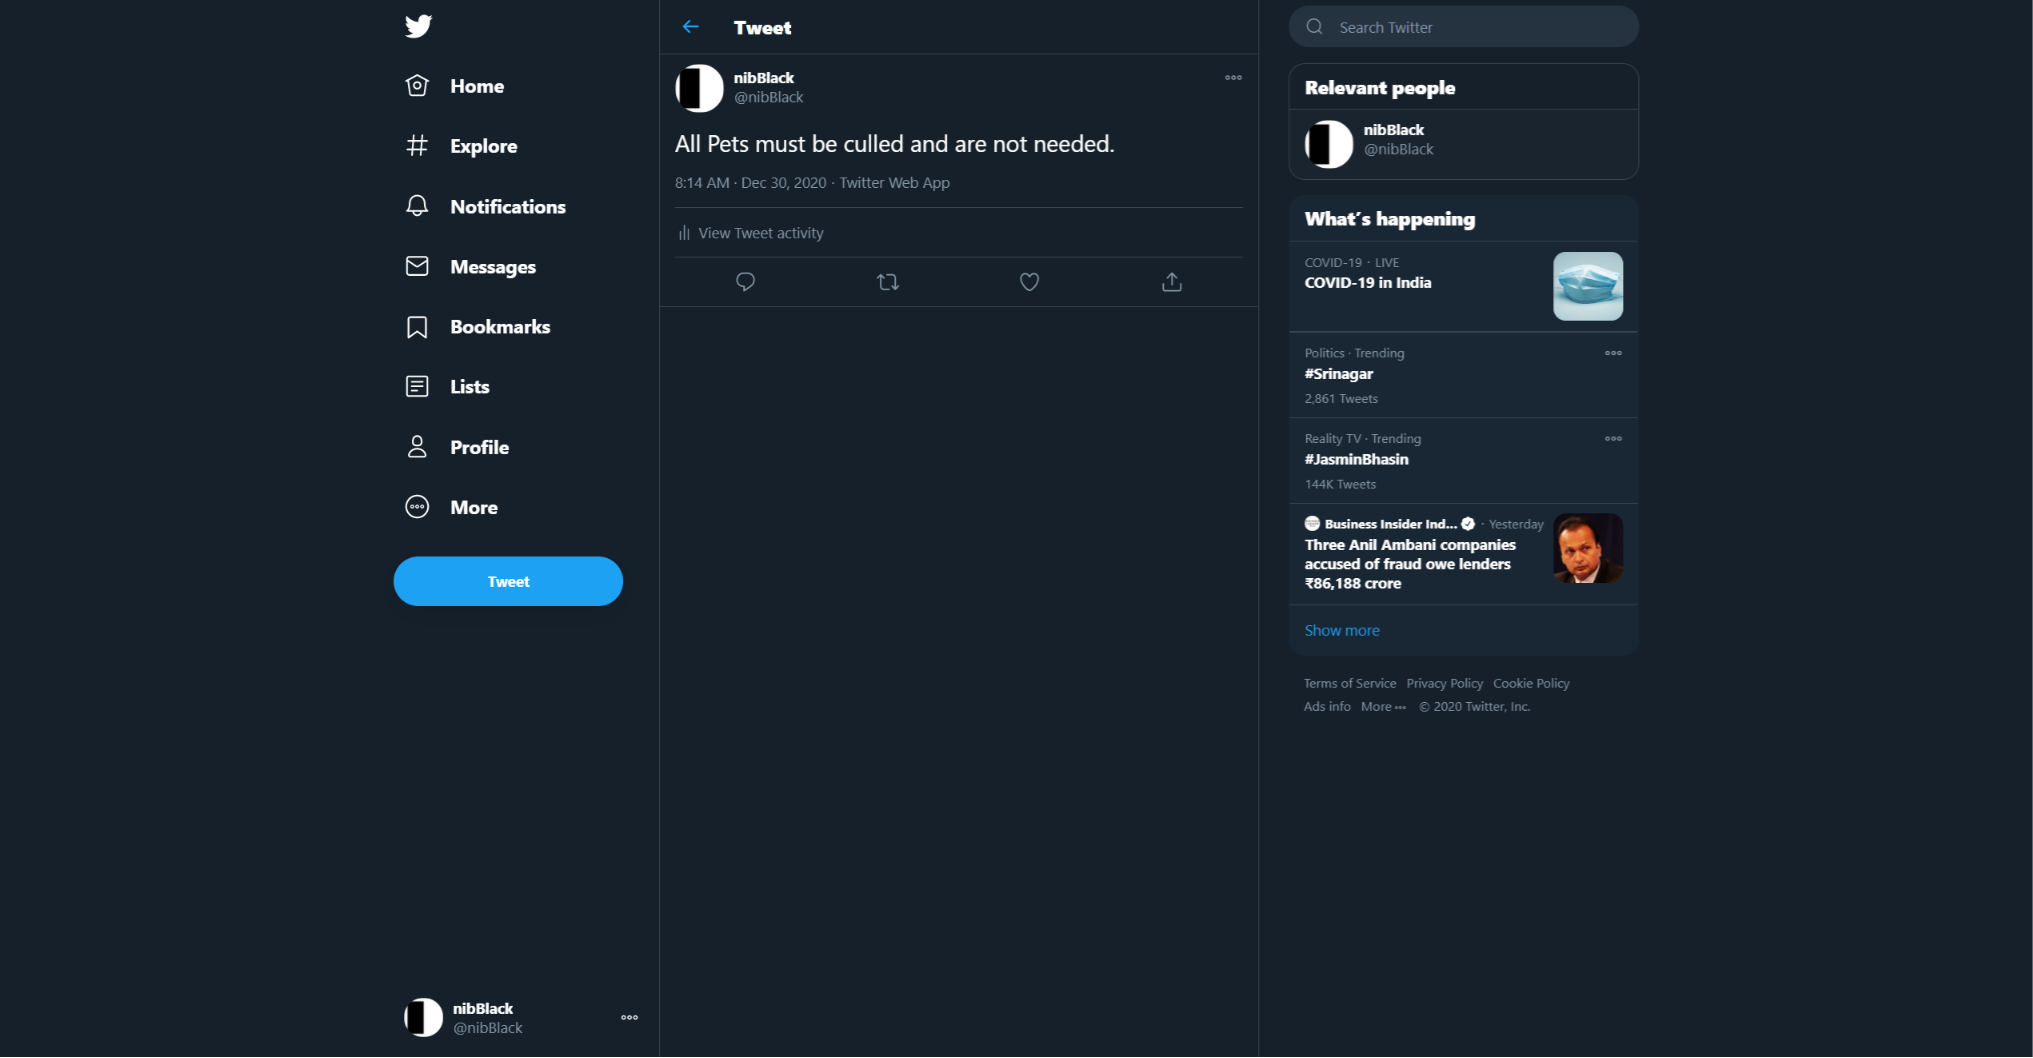 Home
Explore
Notifications
Messages
Bookmarks
Lists
Profile
More
Tweet
nibBlack
@nibBlack
Tweet
nibBlack
@nibBlack
All Pets must be culled and are not needed.
8:14 AM · Dec 30, 2020 · Twitter Web App
View Tweet activity
Search Twitter
Relevant people
nibBlack
@nibBlack
What's happening
COVID-19 · LIVE
COVID-19 in India
Politics · Trending
#Srinagar
2,861 Tweets
Reality TV · Trending
#JasminBhasin
144K Tweets
Business Insider Ind... · Yesterday
Three Anil Ambani companies
accused of fraud owe lenders
₹86,188 crore
Show more
Terms of Service Privacy Policy Cookie Policy
Ads info More ··· © 2020 Twitter, Inc.